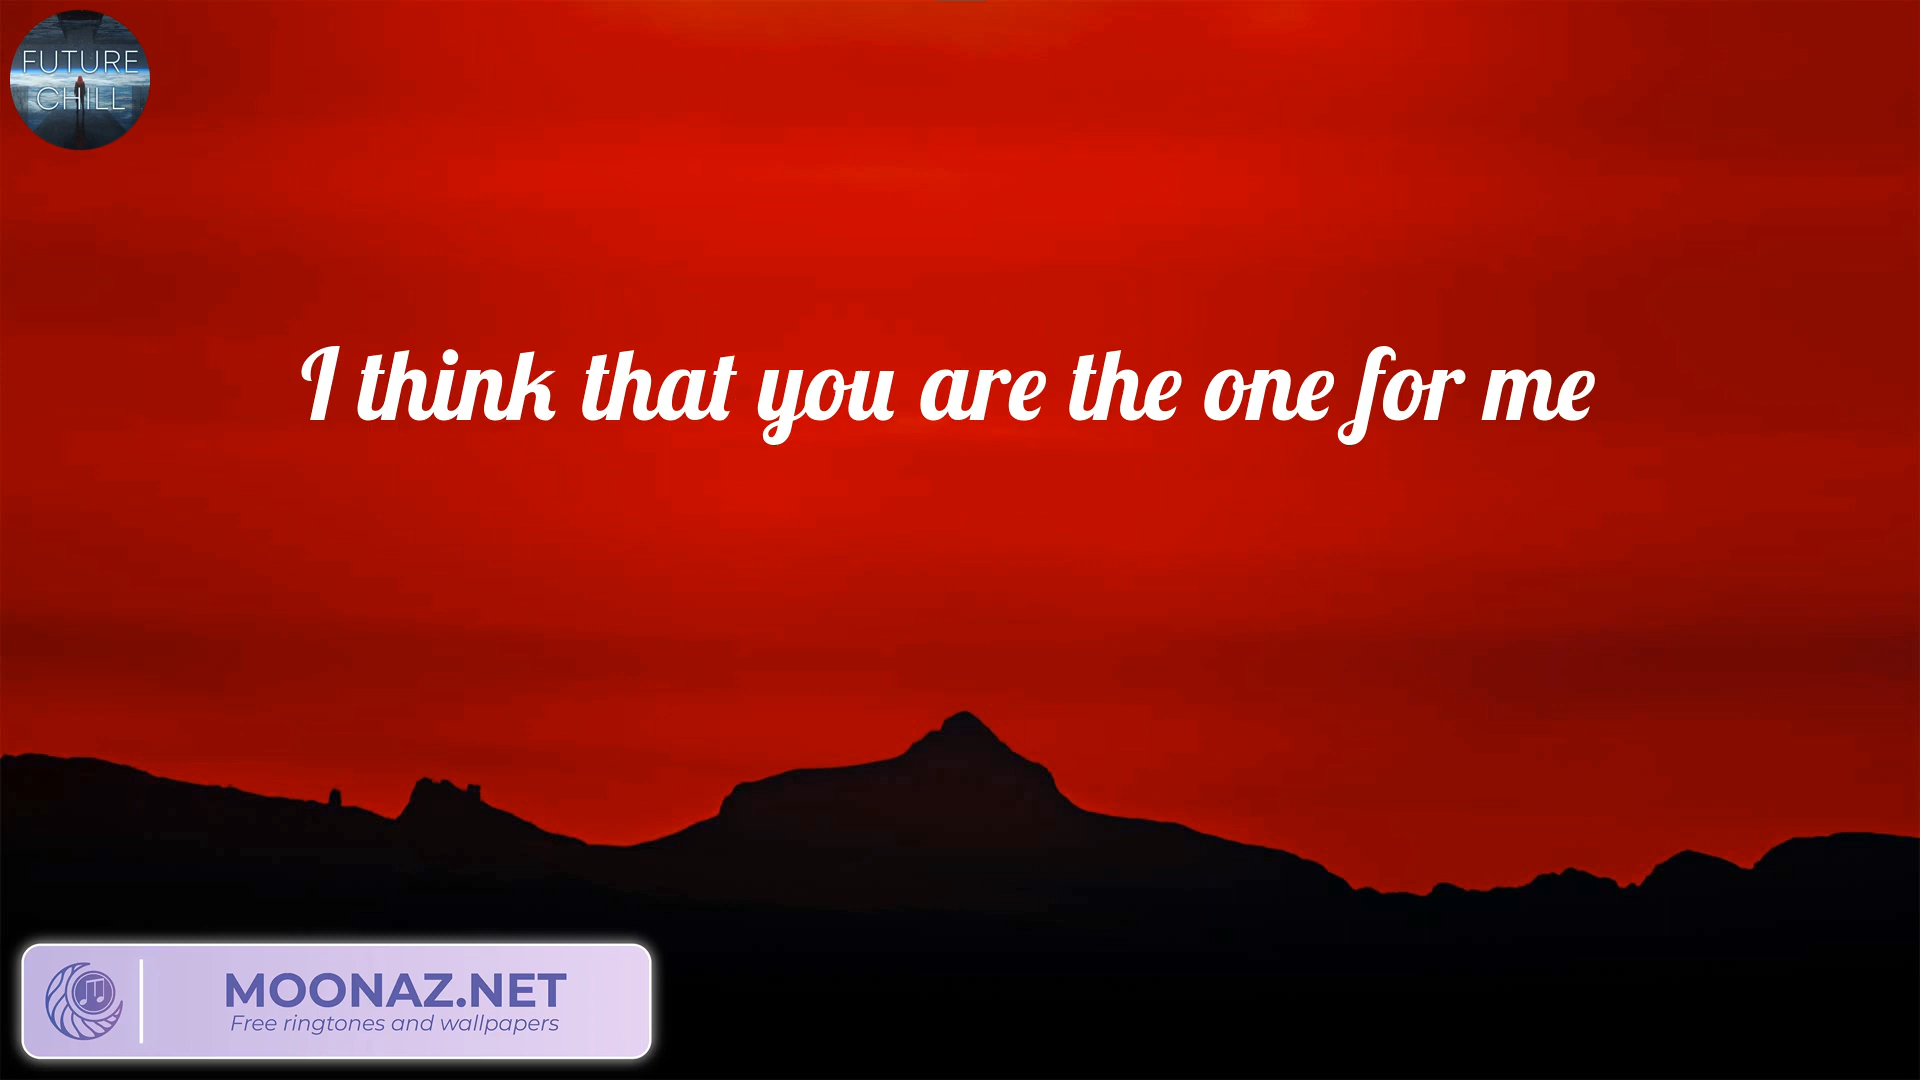 FUTURE
CHILL
I think that you are the one for me
MOONAZ.NET
Free ringtones and wallpapers